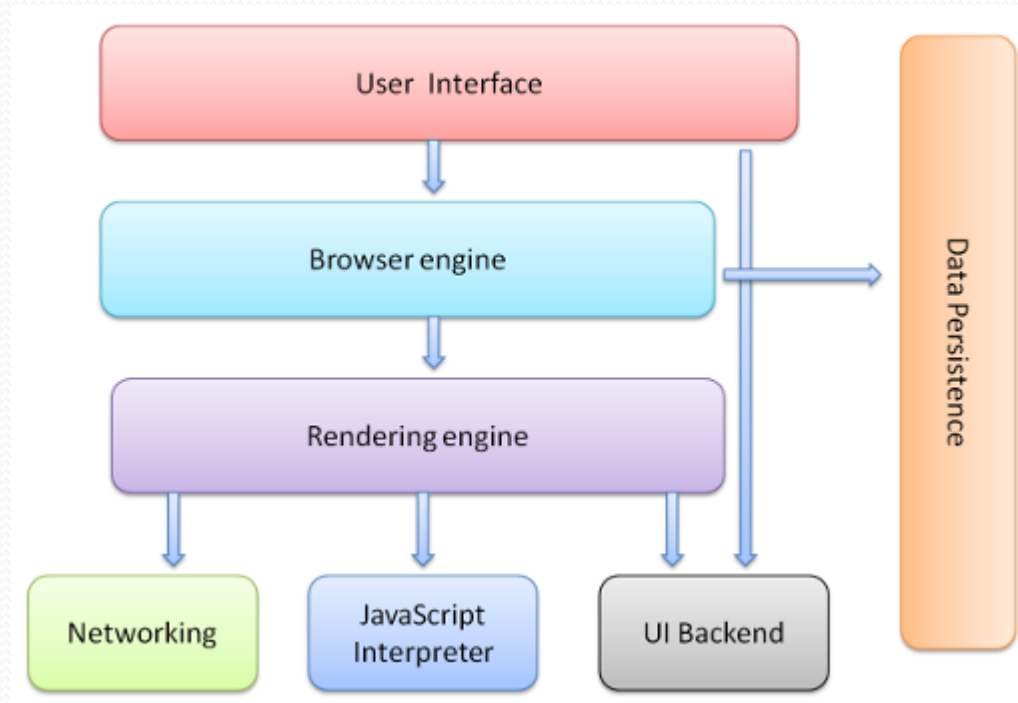 User Interface
Browser engine
Data Persistence
Rendering engine
Networking
JavaScript
Interpreter
UI Backend